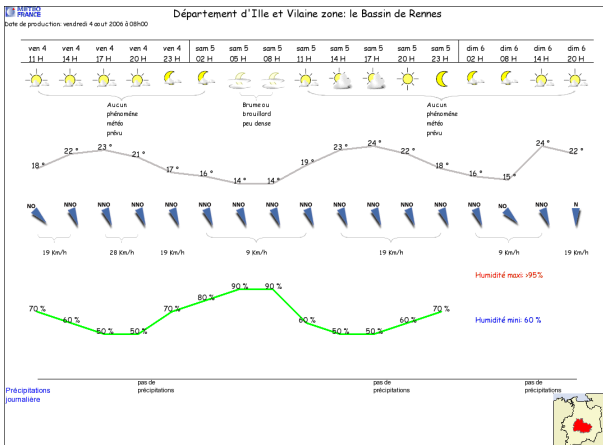 METEO FRANCE
Département d'Ille et Vilaine zone: le Bassin de Rennes
Date de production: vendredi 4 aout 2006 à 08h00
ven 4 ven 4 ven 4 ven 4 ven 4 sam 5 sam 5 sam 5 sam 5 sam 5 sam 5 sam 5 sam 5 dim 6 dim 6 dim 6 dim 6
11 H 14 H 17 H 20 H 23 H 02 H 05 H 08 H 11 H 14 H 17 H 20 H 23 H 02 H 08 H 14 H 20 H
Aucun Brume ou Aucun
phénomène brouillard phénomène
météo peu dense météo
prévu prévu
18 ° 22 ° 23 ° 21 ° 17 ° 16 ° 14 ° 14 ° 19 ° 23 ° 24 ° 22 ° 18 ° 16 ° 15 ° 24 ° 22 °
NO NNO NNO NNO NNO NNO NNO NNO NNO NNO NNO NNO NNO NNO NO NNO N
19 Km/h 28 Km/h 19 Km/h 9 Km/h 19 Km/h 9 Km/h 19 Km/h
Humidité maxi: >95%
70 % 60 % 50 % 50 % 70 % 80 % 90 % 90 % 60 % 50 % 50 % 60 % 70 %
Humidité mini: 60 %
pas de pas de pas de
Précipitations précipitations précipitations précipitations
journalière